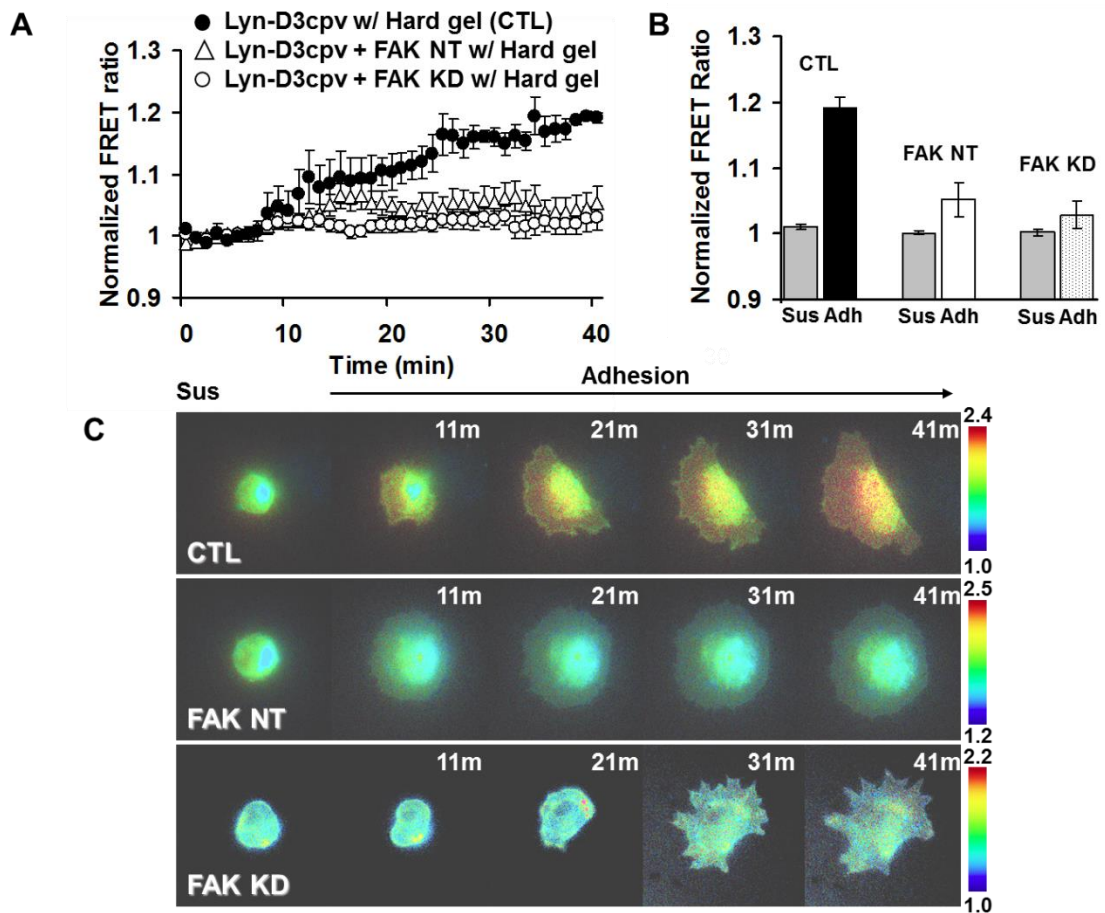 A
Lyn-D3cpv w/ Hard gel (CTL)
Lyn-D3cpv + FAK NT w/ Hard gel
Lyn-D3cpv + FAK KD w/ Hard gel
Normalized FRET ratio
1.3
1.2
1.1
1
0.9
0 10 20 30 40
Time (min)
B
Normalized FRET Ratio
1.3
1.2
1.1
1.0
0.9
CTL
FAK NT
FAK KD
Sus Adh Sus Adh Sus Adh
Sus
Adhesion
C
11m 21m 31m 41m
CTL
2.4
1.0
11m 21m 31m 41m
FAK NT
2.5
1.2
11m 21m 31m 41m
FAK KD
2.2
1.0